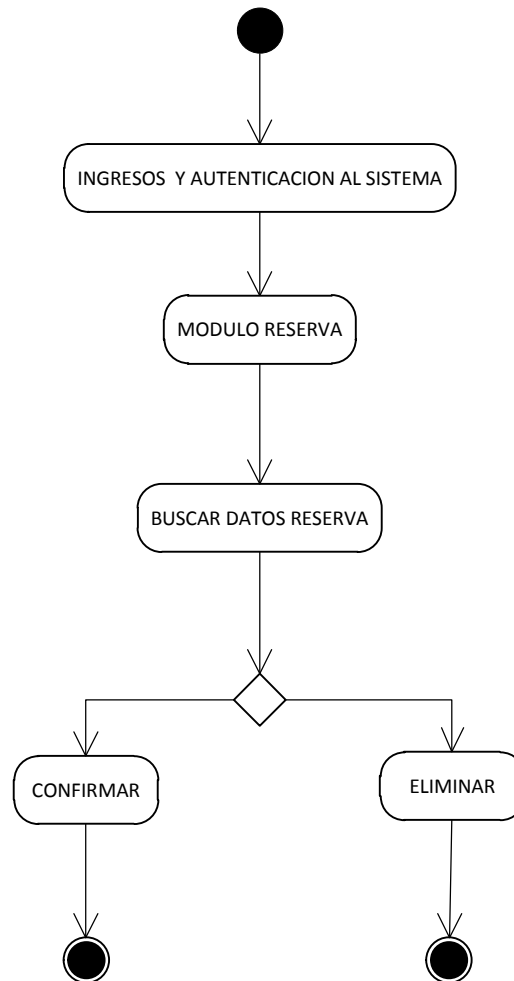 INGRESOS Y AUTENTICACION AL SISTEMA
MODULO RESERVA
BUSCAR DATOS RESERVA
CONFIRMAR
ELIMINAR